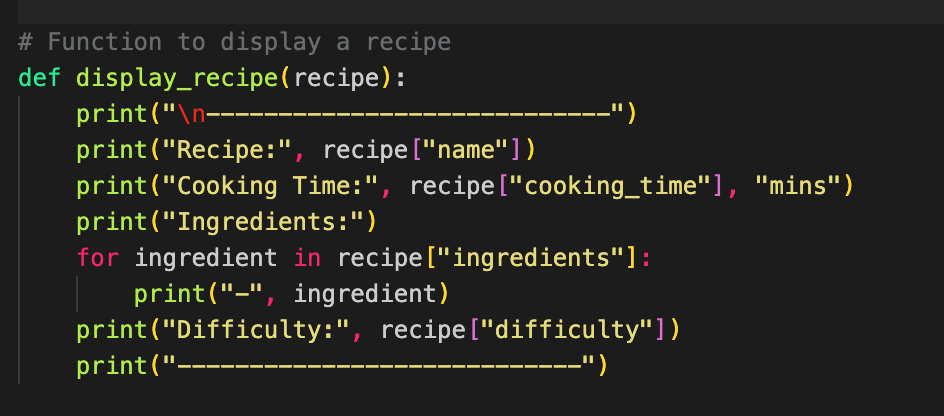 # Function to display a recipe
def display_recipe(recipe):
    print("\n----------------------------")
    print("Recipe:", recipe["name"])
    print("Cooking Time:", recipe["cooking_time"], "mins")
    print("Ingredients:")
    for ingredient in recipe["ingredients"]:
        print("-", ingredient)
    print("Difficulty:", recipe["difficulty"])
    print("----------------------------")